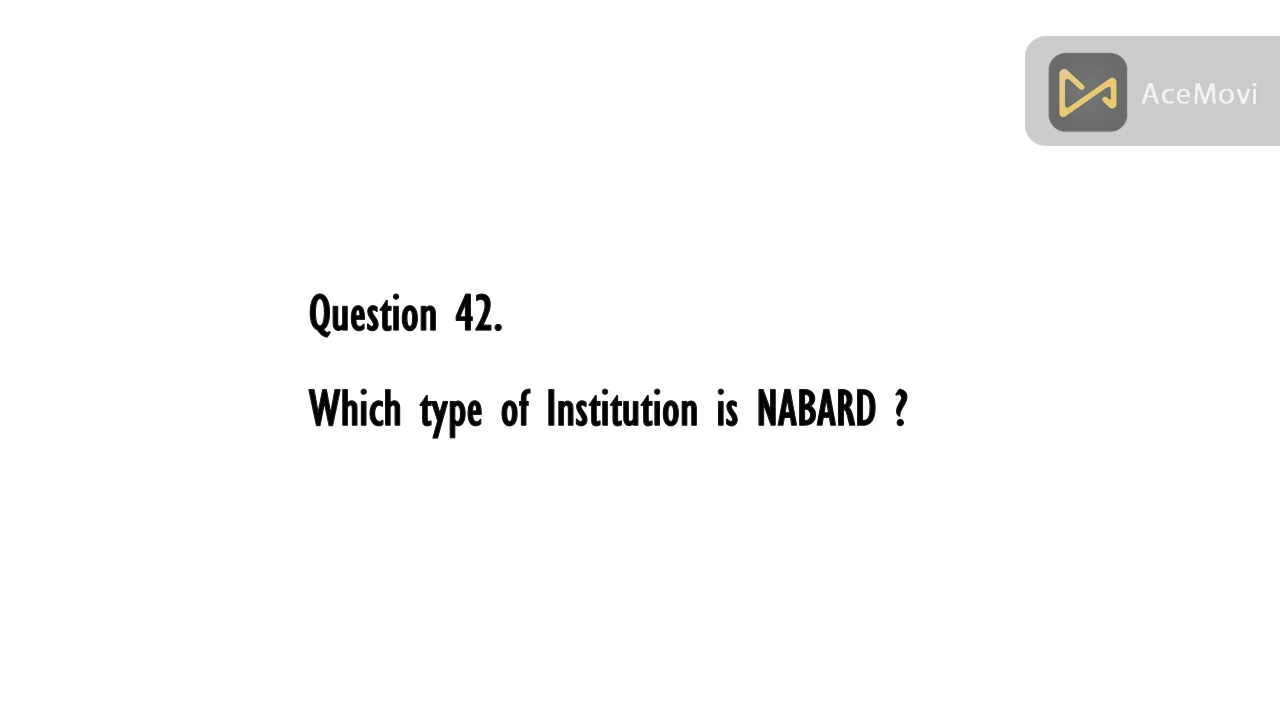 AceMovi
Question 42.
Which type of Institution is NABARD ?